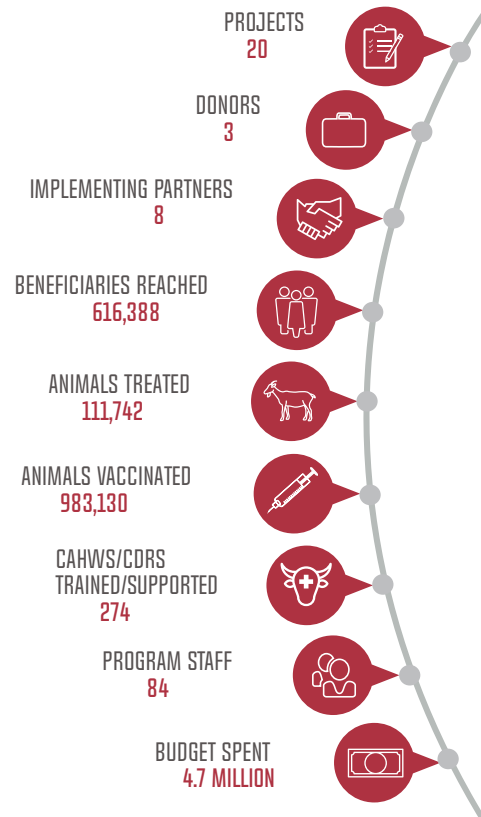 PROJECTS
20
DONORS
3
IMPLEMENTING PARTNERS
8
BENEFICIARIES REACHED
616,388
ANIMALS TREATED
111,742
ANIMALS VACCINATED
983,130
CAHWS/CDRS
TRAINED/SUPPORTED
274
PROGRAM STAFF
84
BUDGET SPENT
4.7 MILLION